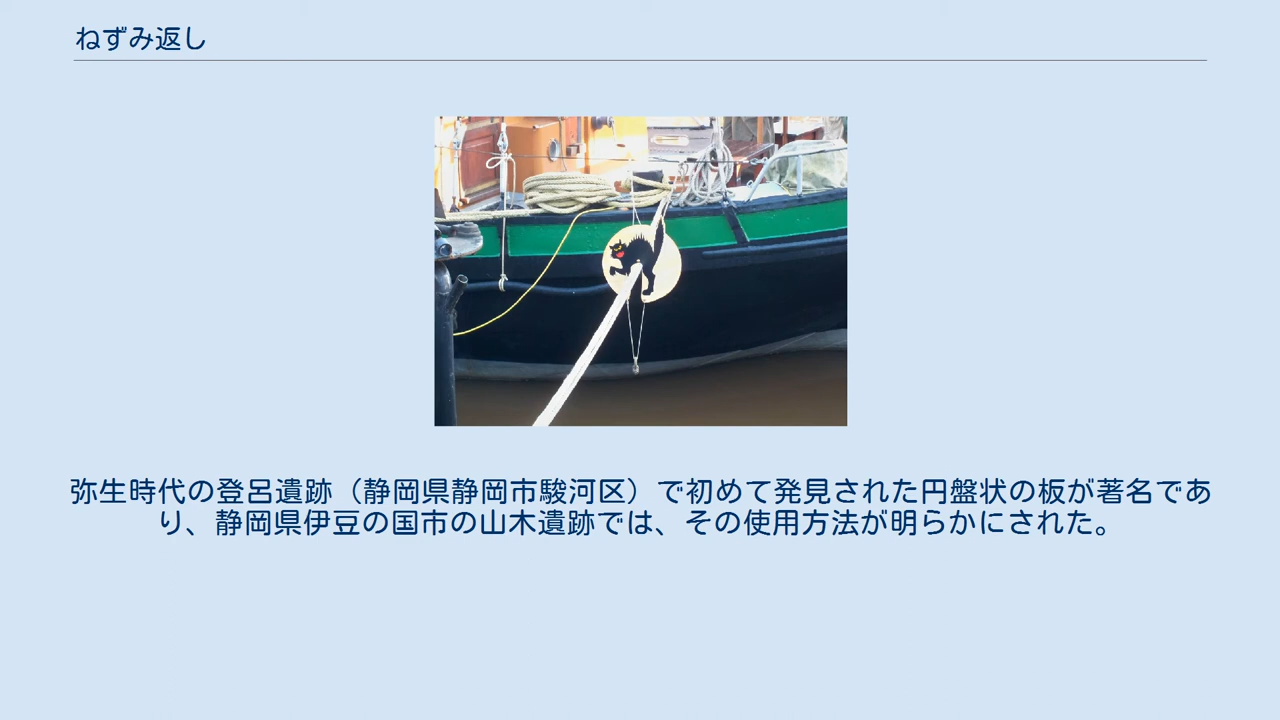 ねずみ返し
弥生時代の登呂遺跡（静岡県静岡市駿河区）で初めて発見された円盤状の板が著名であ
り、静岡県伊豆の国市の山木遺跡では、その使用方法が明らかにされた。